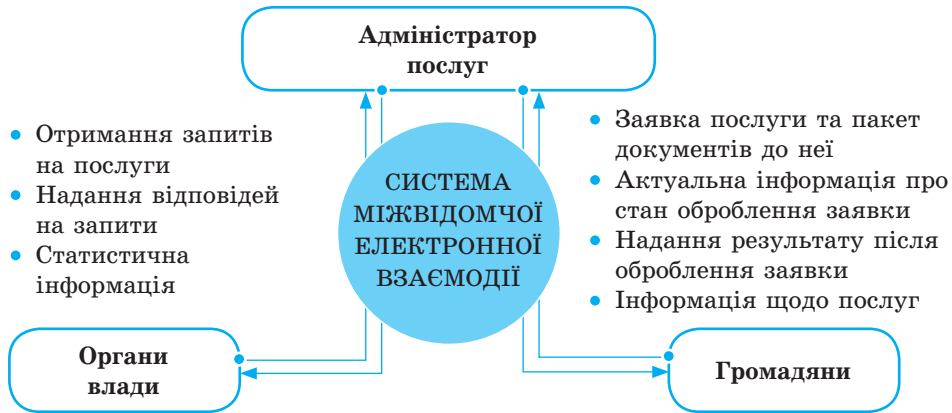 Адміністратор
послуг
• Отримання запитів
на послуги
• Надання відповідей
на запити
• Статистична
інформація
СИСТЕМА
МІЖВІДОМЧОЇ
ЕЛЕКТРОННОЇ
ВЗАЄМОДІЇ
• Заявка послуги та пакет
документів до неї
• Актуальна інформація про
стан оброблення заявки
• Надання результату після
оброблення заявки
• Інформація щодо послуг
Органи
влади
Громадяни